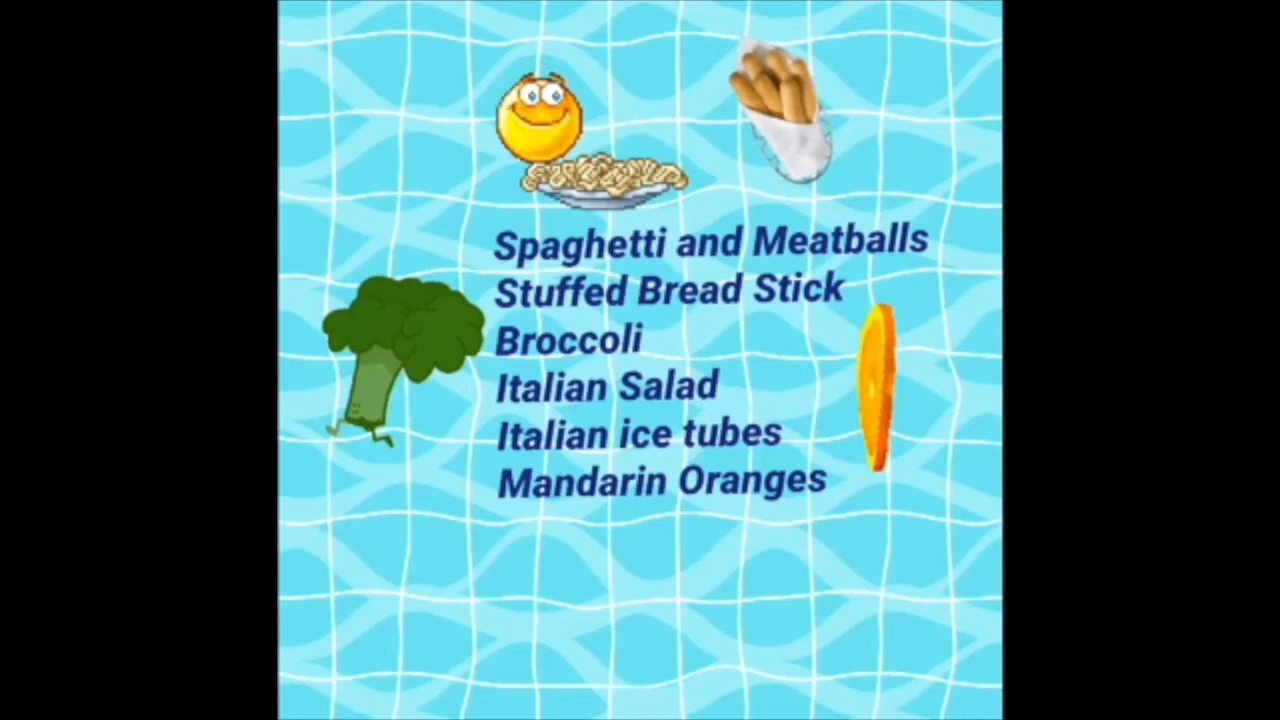 Spaghetti and Meatballs
Stuffed Bread Stick
Broccoli
Italian Salad
Italian ice tubes
Mandarin Oranges